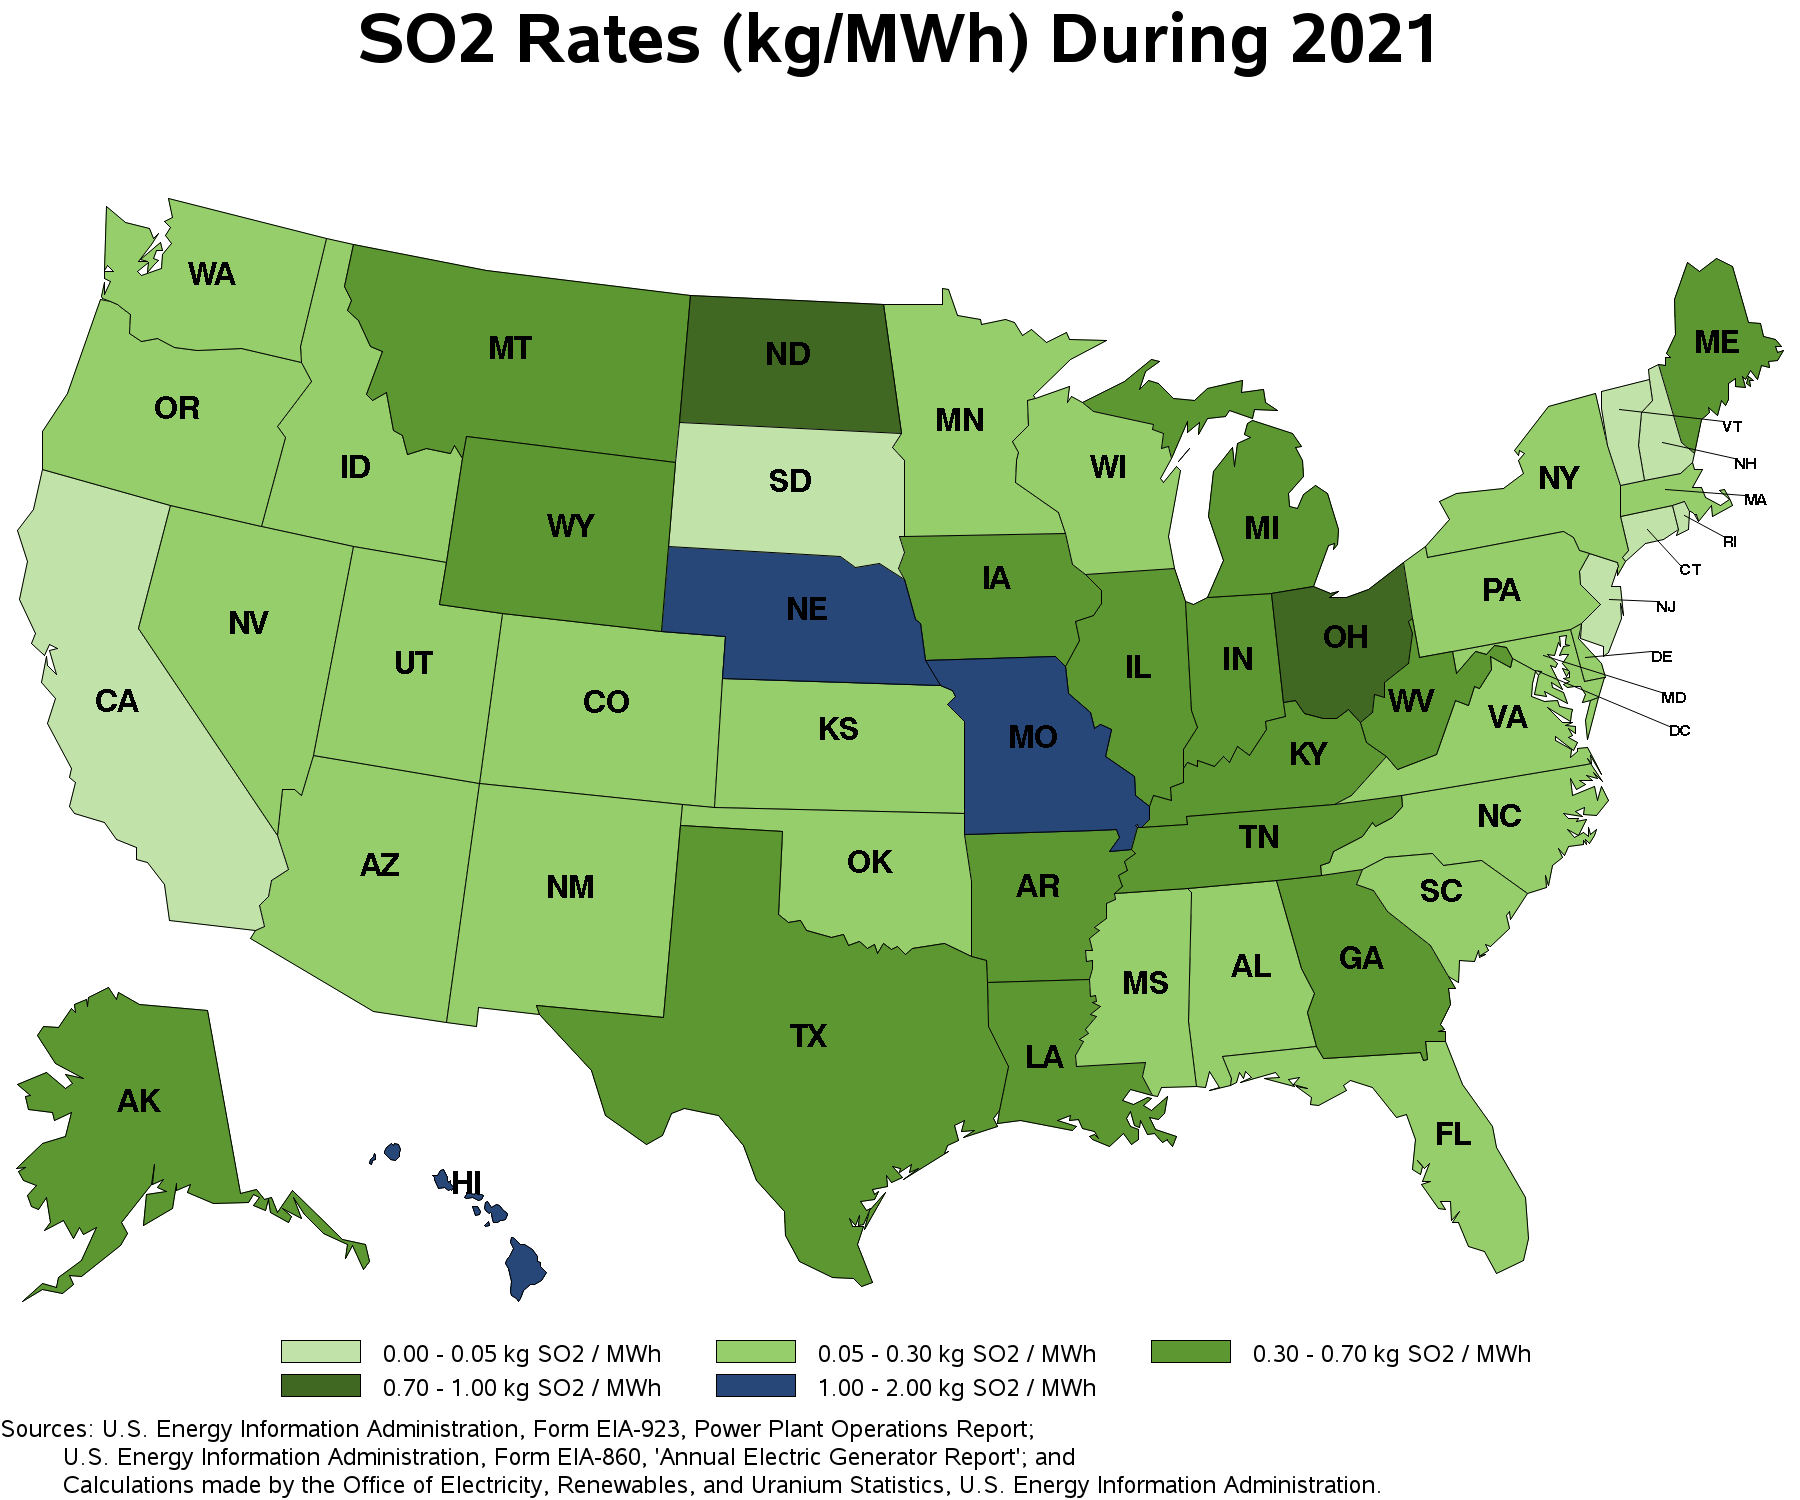 SO2 Rates (kg/MWh) During 2021
WA
MT
ND
ME
OR
MN
VT
ID
SD
WI
NY
NH
MA
WY
MI
RI
IA
PA
CT
NE
NJ
NV
OH
UT
IL
IN
DE
CA
CO
WV
MD
KS
MO
VA
DC
KY
NC
TN
AZ
OK
NM
AR
SC
GA
AL
MS
TX
LA
AK
FL
HI
0.00 - 0.05 kg SO2 / MWh
0.05 - 0.30 kg SO2 / MWh
0.30 - 0.70 kg SO2 / MWh
0.70 - 1.00 kg SO2 / MWh
1.00 - 2.00 kg SO2 / MWh
Sources: U.S. Energy Information Administration, Form EIA-923, Power Plant Operations Report;
U.S. Energy Information Administration, Form EIA-860, 'Annual Electric Generator Report'; and
Calculations made by the Office of Electricity, Renewables, and Uranium Statistics, U.S. Energy Information Administration.